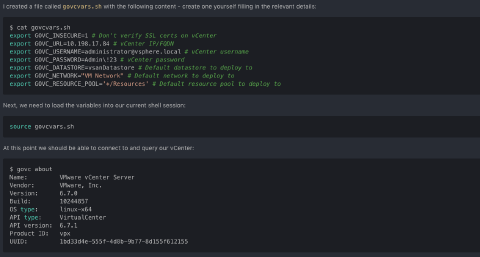 I created a file called govcvars.sh with the following content – create one yourself filling in the relevant details:
$ cat govcvars.sh
export GOVC_INSECURE=1 # Don't verify SSL certs on vCenter
export GOVC_URL=10.198.17.84 # vCenter IP/FQDN
export GOVC_USERNAME=administrator@vsphere.local # vCenter username
export GOVC_PASSWORD=Admin\!23 # vCenter password
export GOVC_DATASTORE=vsanDatastore # Default datastore to deploy to
export GOVC_NETWORK="VM Network" # Default network to deploy to
export GOVC_RESOURCE_POOL='*/Resources' # Default resource pool to deploy to
Next, we need to load the variables into our current shell session:
source govcvars.sh
At this point we should be able to connect to and query our vCenter:
$ govc about
Name: VMware vCenter Server
Vendor: VMware, Inc.
Version: 6.7.0
Build: 10244857
OS type: linux-x64
API type: VirtualCenter
API version: 6.7.1
Product ID: vpx
UUID: 1bd33d4e-555f-4d8b-9b77-8d155f612155